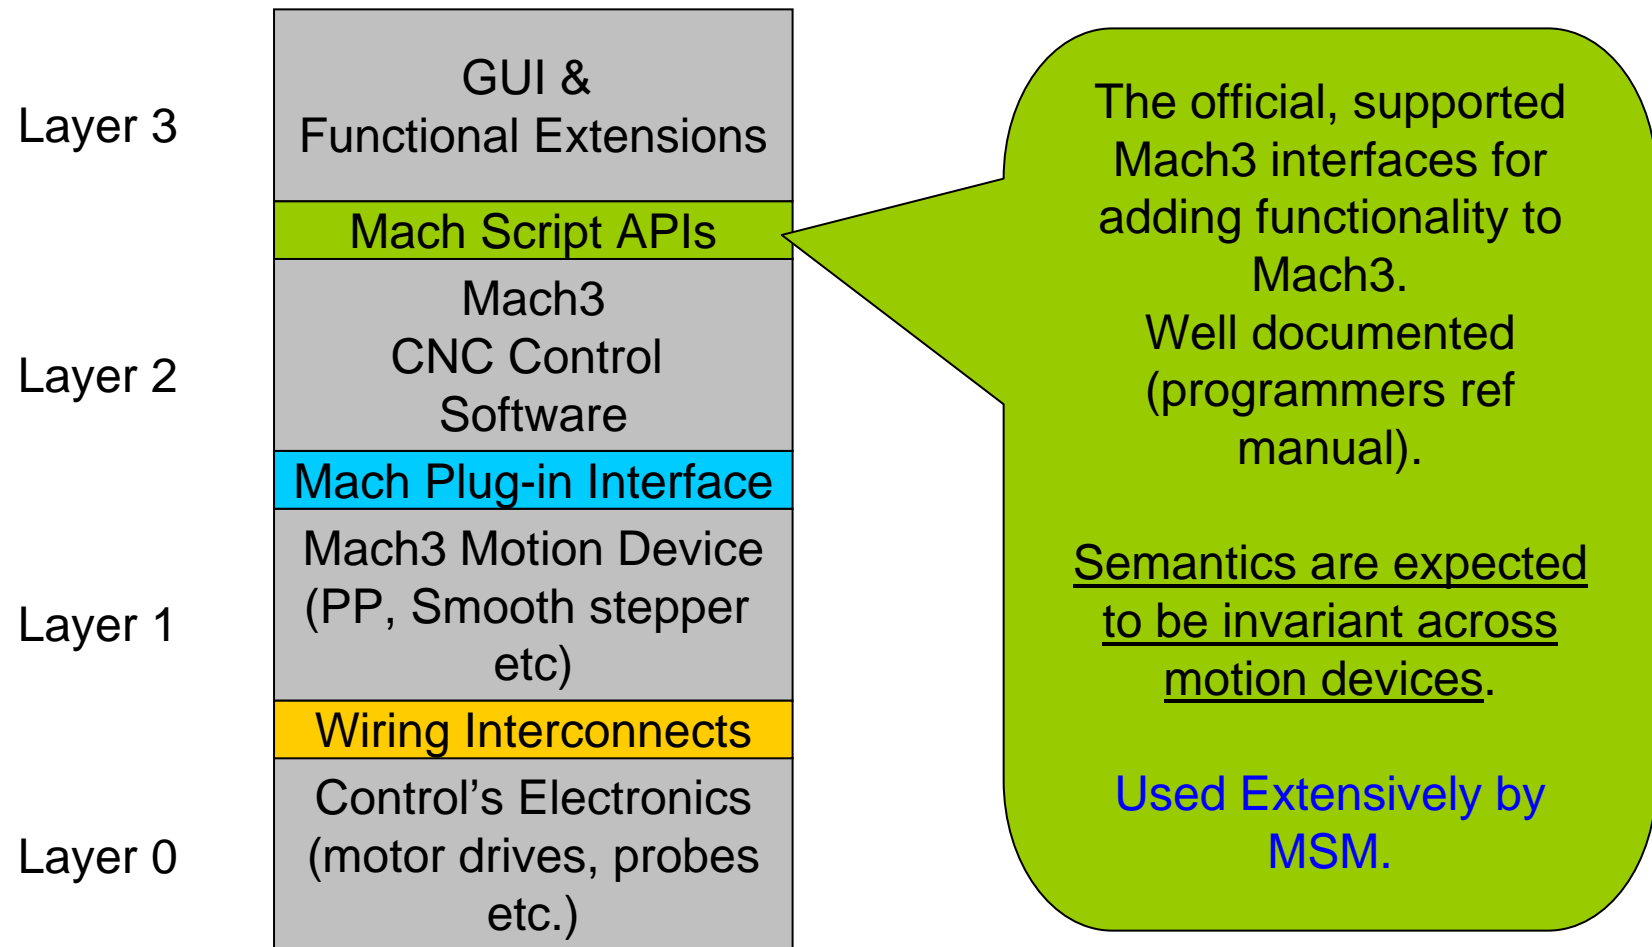 Layer 3
GUI &
Functional Extensions
Mach Script APIs
Layer 2
Mach3
CNC Control
Software
Mach Plug-in Interface
Layer 1
Mach3 Motion Device
(PP, Smooth stepper
etc)
Wiring Interconnects
Layer 0
Control's Electronics
(motor drives, probes
etc.)
The official, supported
Mach3 interfaces for
adding functionality to
Mach3.
Well documented
(programmers ref
manual).
Semantics are expected
to be invariant across
motion devices.
Used Extensively by
MSM.